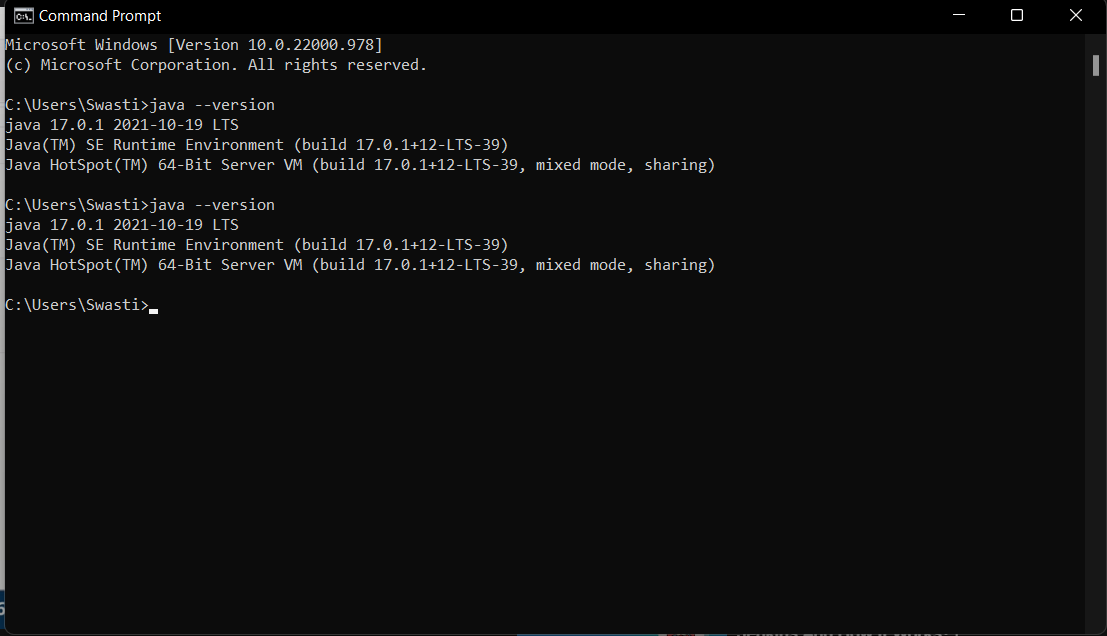 Command Prompt
Microsoft Windows [Version 10.0.22000.978]
(c) Microsoft Corporation. All rights reserved.
C:\Users\Swasti>java --version
java 17.0.1 2021-10-19 LTS
Java(TM) SE Runtime Environment (build 17.0.1+12-LTS-39)
Java HotSpot(TM) 64-Bit Server VM (build 17.0.1+12-LTS-39, mixed mode, sharing)
C:\Users\Swasti>java --version
java 17.0.1 2021-10-19 LTS
Java(TM) SE Runtime Environment (build 17.0.1+12-LTS-39)
Java HotSpot(TM) 64-Bit Server VM (build 17.0.1+12-LTS-39, mixed mode, sharing)
C:\Users\Swasti>